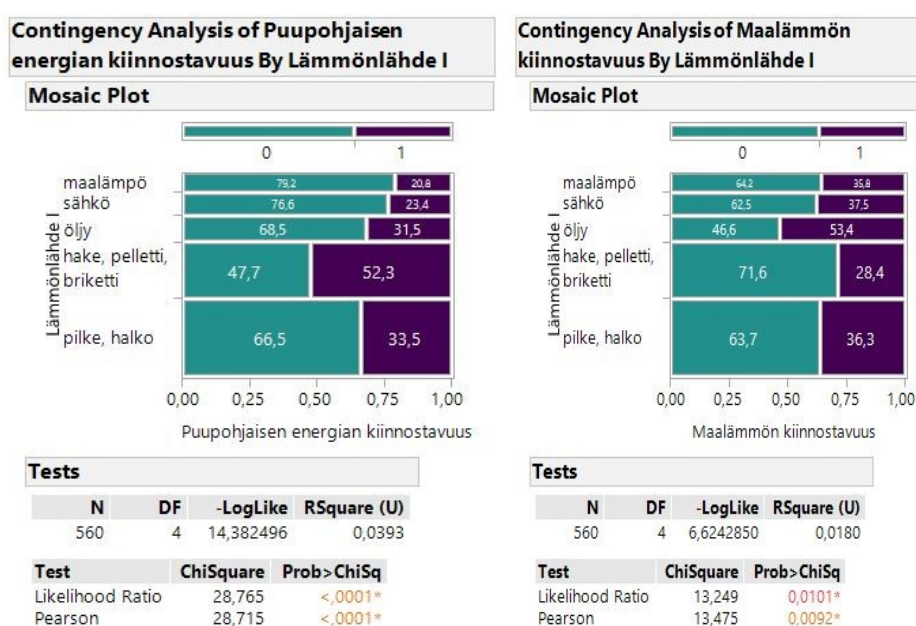 Contingency Analysis of Puupohjaisen
energian kiinnostavuus By Lämmönlähde I
Mosaic Plot
0 1
Lämmönlähde I
maalämpö 79,2 20,8
sähkö 76,6 23,4
öljy 68,5 31,5
hake, pelletti,
briketti 47,7 52,3
pilke, halko 66,5 33,5
0,00 0,25 0,50 0,75 1,00
Puupohjaisen energian kiinnostavuus
Tests
N DF -LogLike RSquare (U)
560 4 14,382496 0,0393
Test ChiSquare Prob>ChiSq
Likelihood Ratio 28,765 <,0001*
Pearson 28,715 <,0001*
Contingency Analysis of Maalämmön
kiinnostavuus By Lämmönlähde I
Mosaic Plot
0 1
Lämmönlähde I
maalämpö 64,2 35,8
sähkö 62,5 37,5
öljy 46,6 53,4
hake, pelletti,
briketti 71,6 28,4
pilke, halko 63,7 36,3
0,00 0,25 0,50 0,75 1,00
Maalämmön kiinnostavuus
Tests
N DF -LogLike RSquare (U)
560 4 6,6242850 0,0180
Test ChiSquare Prob>ChiSq
Likelihood Ratio 13,249 0,0101*
Pearson 13,475 0,0092*